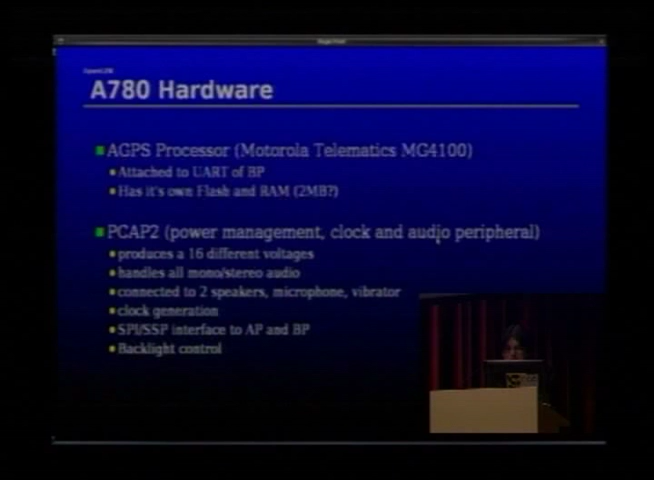 A780 Hardware
AGPS Processor (Motorola Telematics MG4100)
Attached to UART of BP
Has it's own Flash and RAM (2MB?)
PCAP2 (power management, clock and audio peripheral)
produces a 16 different voltages
handles all mono/stereo audio
connected to 2 speakers, microphone, vibrator
clock generation
SPI/SSP interface to AP and BP
Backlight control